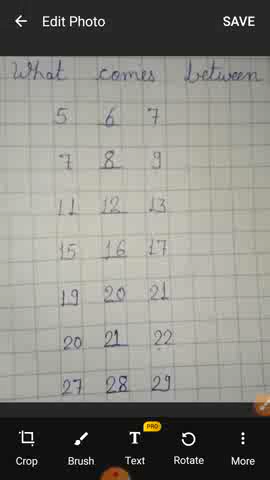 Edit Photo SAVE
What comes between
5 6 7
7 8 9
11 12 13
15 16 17
19 20 21
20 21 22
27 28 29
PRO
Crop Brush Text Rotate More